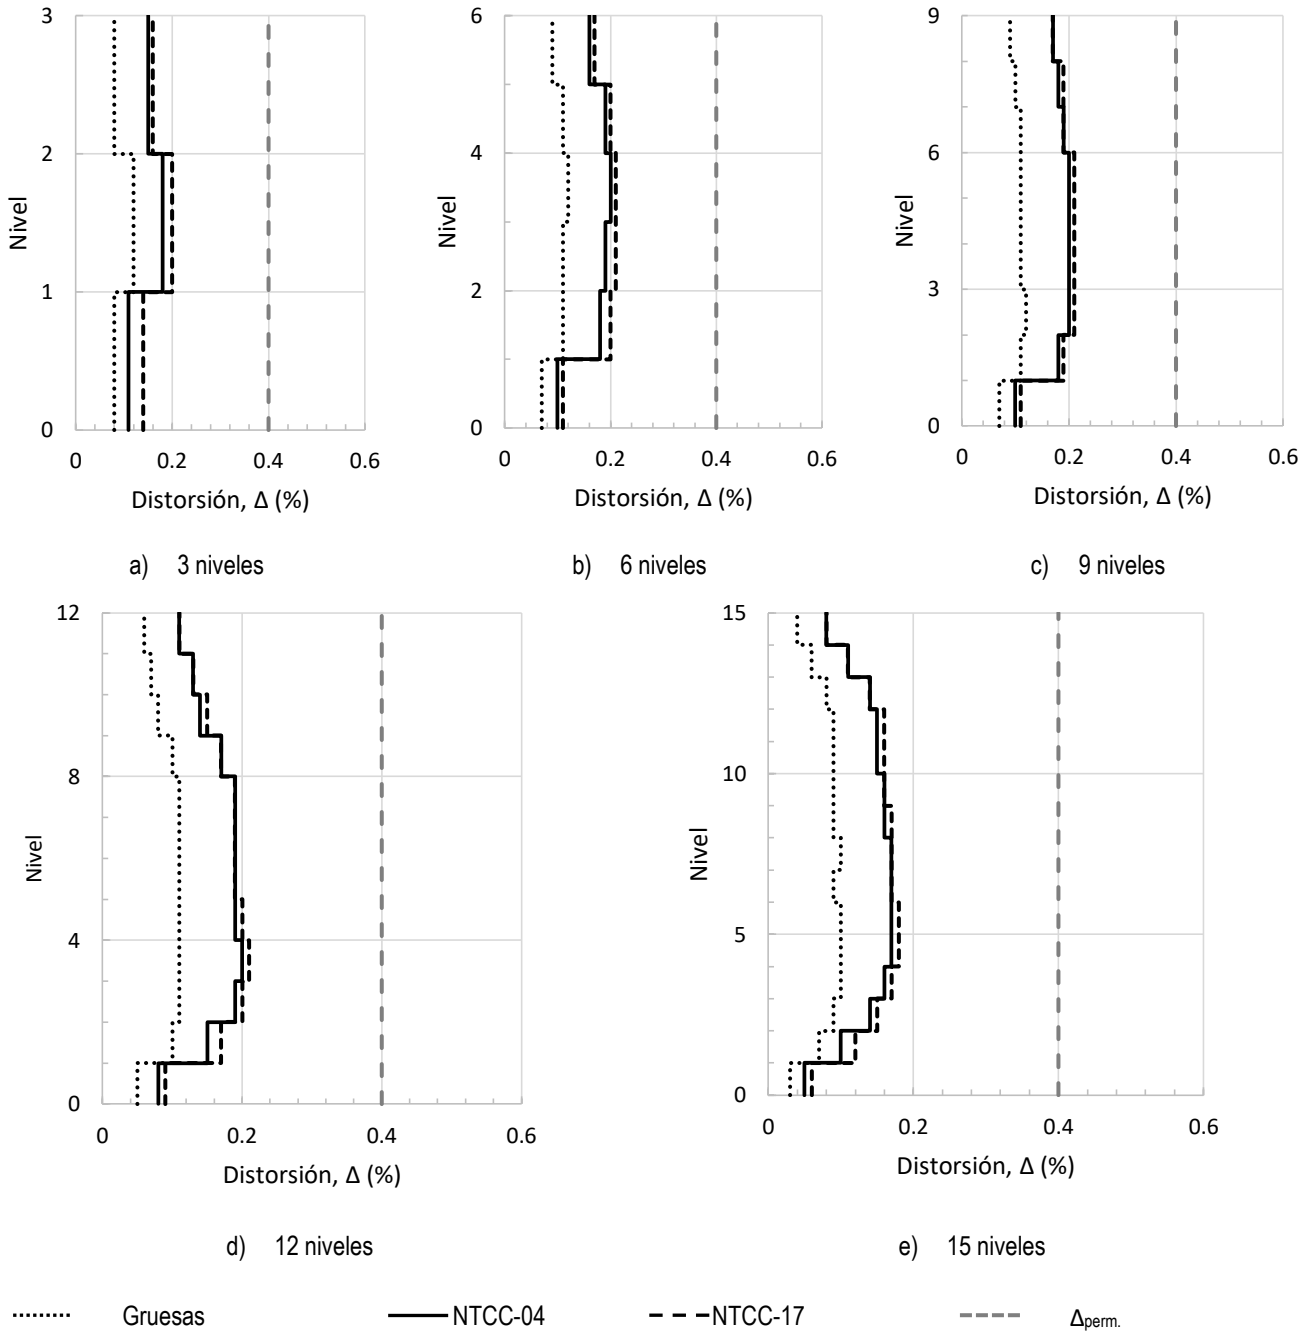 3
2
1
0
Nivel
0
0.2
0.4
0.6
Distorsión, Δ (%)
a) 3 niveles
6
4
2
0
Nivel
0
0.2
0.4
0.6
Distorsión, Δ (%)
b) 6 niveles
9
6
3
0
Nivel
0
0.2
0.4
0.6
Distorsión, Δ (%)
c) 9 niveles
12
8
4
0
Nivel
0
0.2
0.4
0.6
Distorsión, Δ (%)
d) 12 niveles
15
10
5
0
Nivel
0
0.2
0.4
0.6
Distorsión, Δ (%)
e) 15 niveles
Gruesas
NTCC-04
NTCC-17
Δperm.